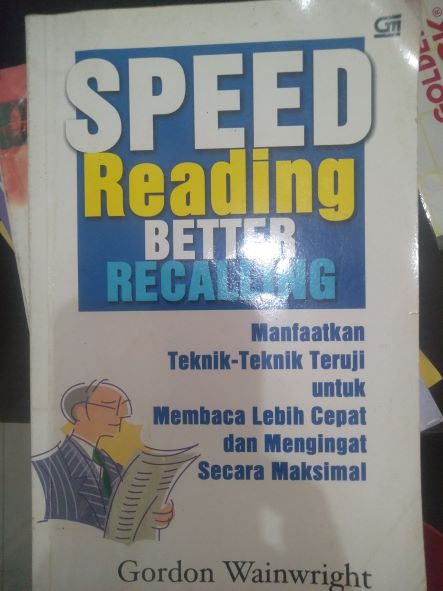 SPEED
Reading
BETTER
RECALLING
Manfaatkan
Teknik-Teknik Teruji
untuk
Membaca Lebih Cepat
dan Mengingat
Secara Maksimal
Gordon Wainwright